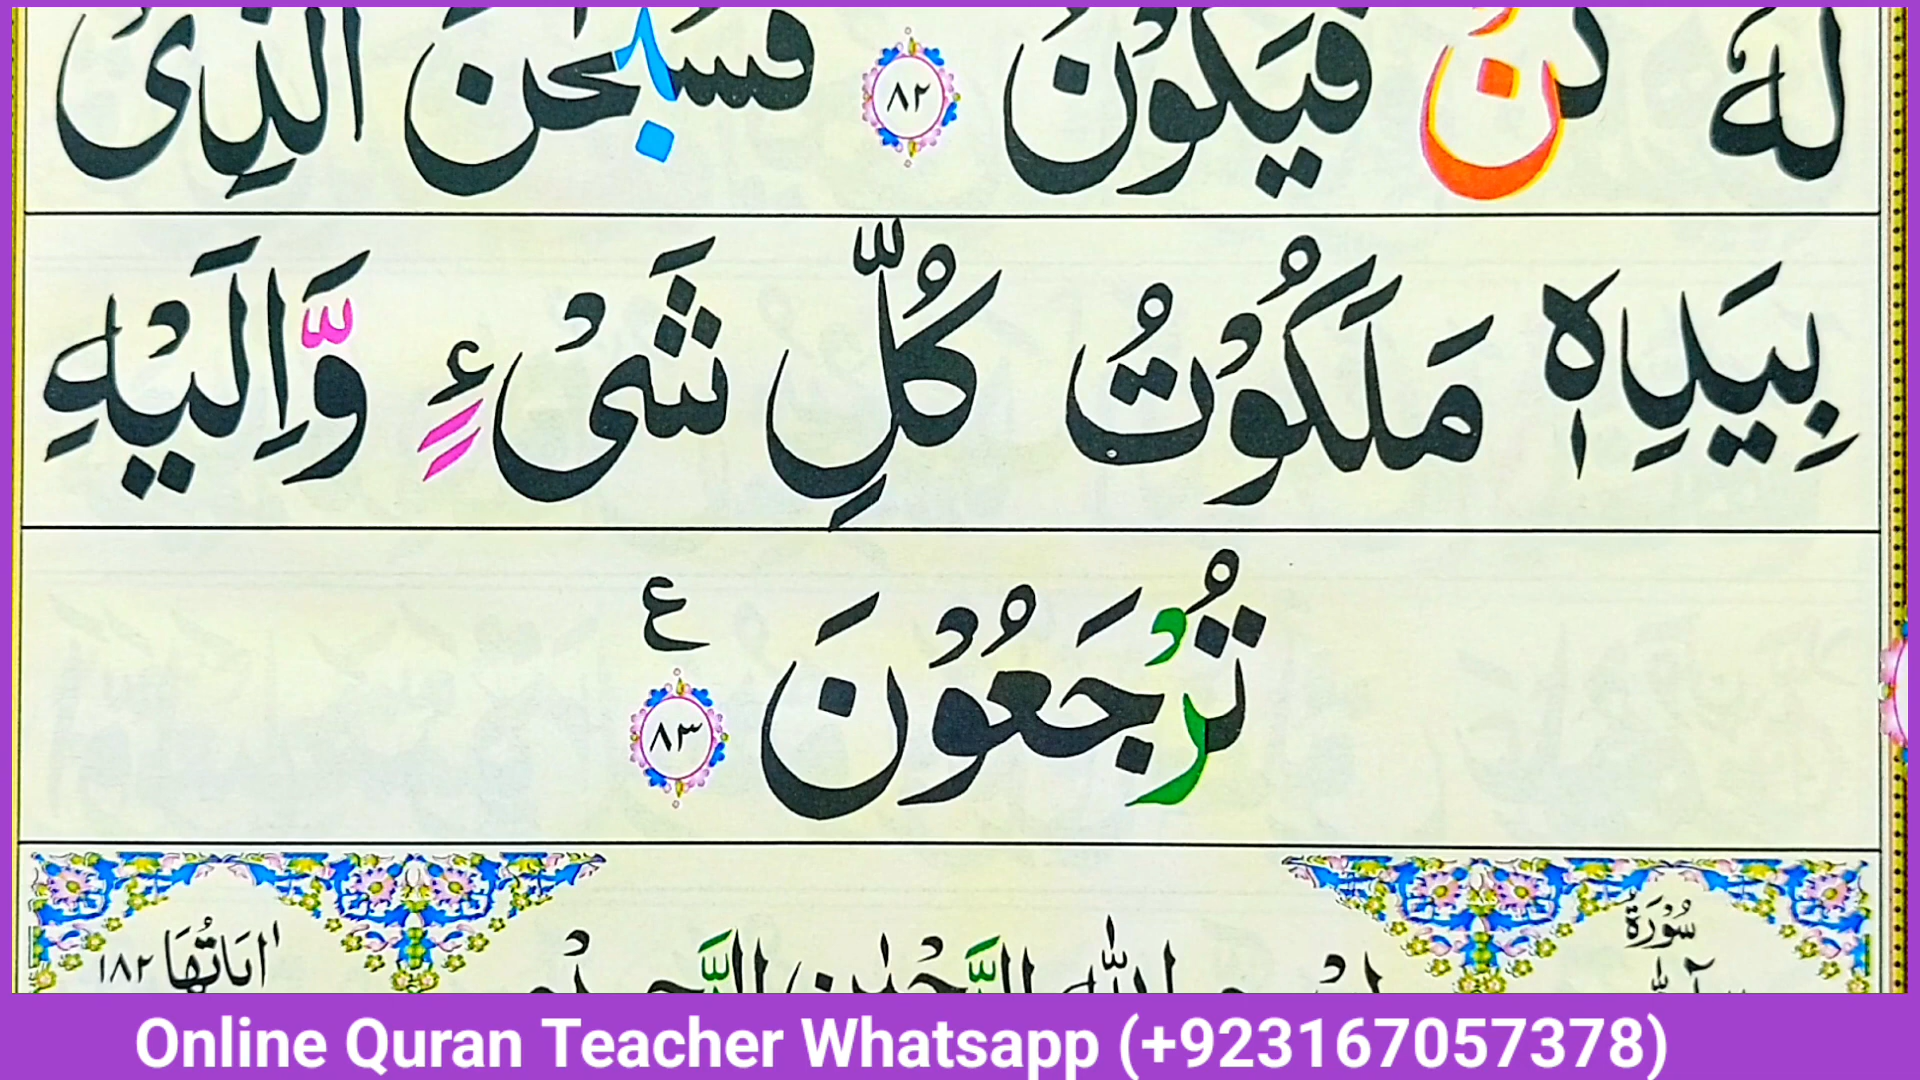 لَهٗ كُنْ فَيَكُوْنُ ٨٢ فَسُبْحٰنَ الَّذِیْ
بِيَدِهٖ مَلَكُوْتُ كُلِّ شَیْءٍ وَّاِلَيْهِ
تُرْجَعُوْنَ ٨٣ ع
سُوْرَةُ بِسْمِ اللّٰهِ الرَّحْمٰنِ الرَّحِيْمِ اٰيَاتُهَا ١٨٢
Online Quran Teacher Whatsapp (+923167057378)